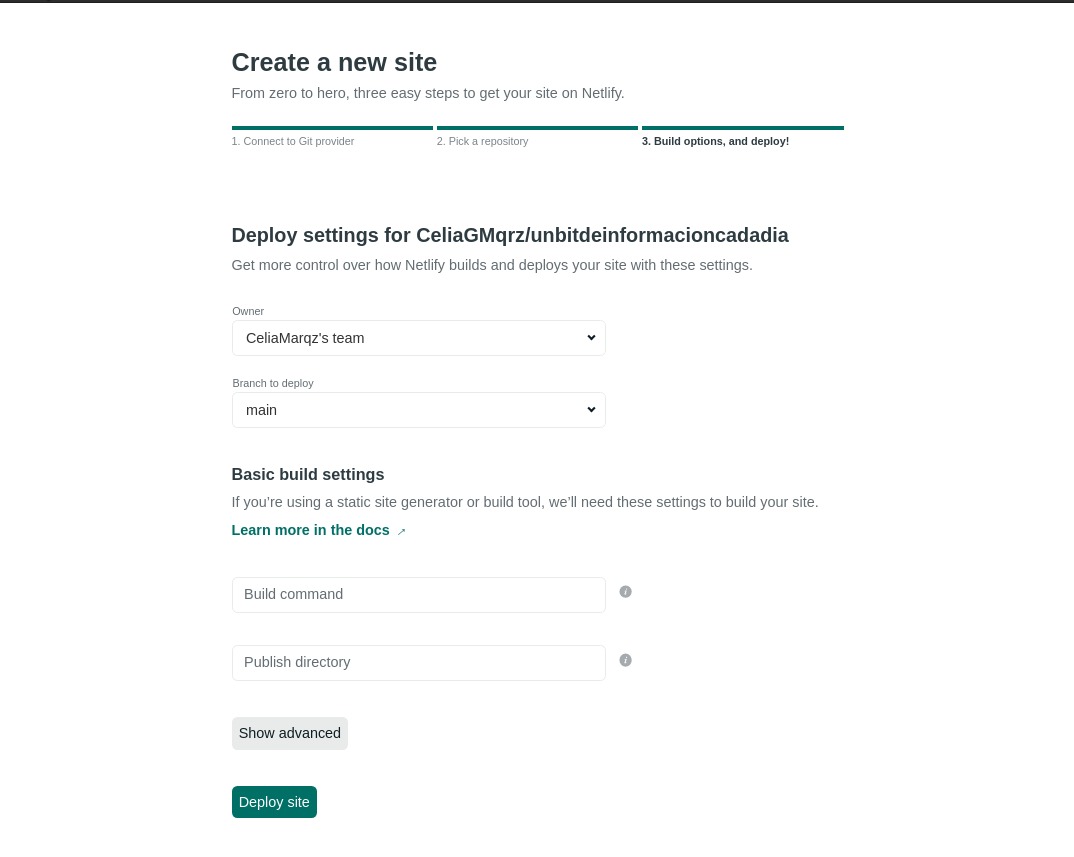 Create a new site
From zero to hero, three easy steps to get your site on Netlify.
1. Connect to Git provider
2. Pick a repository
3. Build options, and deploy!
Deploy settings for CeliaGMqrz/unbitdeinformacioncadadia
Get more control over how Netlify builds and deploys your site with these settings.
Owner
CeliaMarqz's team
Branch to deploy
main
Basic build settings
If you’re using a static site generator or build tool, we’ll need these settings to build your site.
Learn more in the docs ↗
Build command
Publish directory
Show advanced
Deploy site